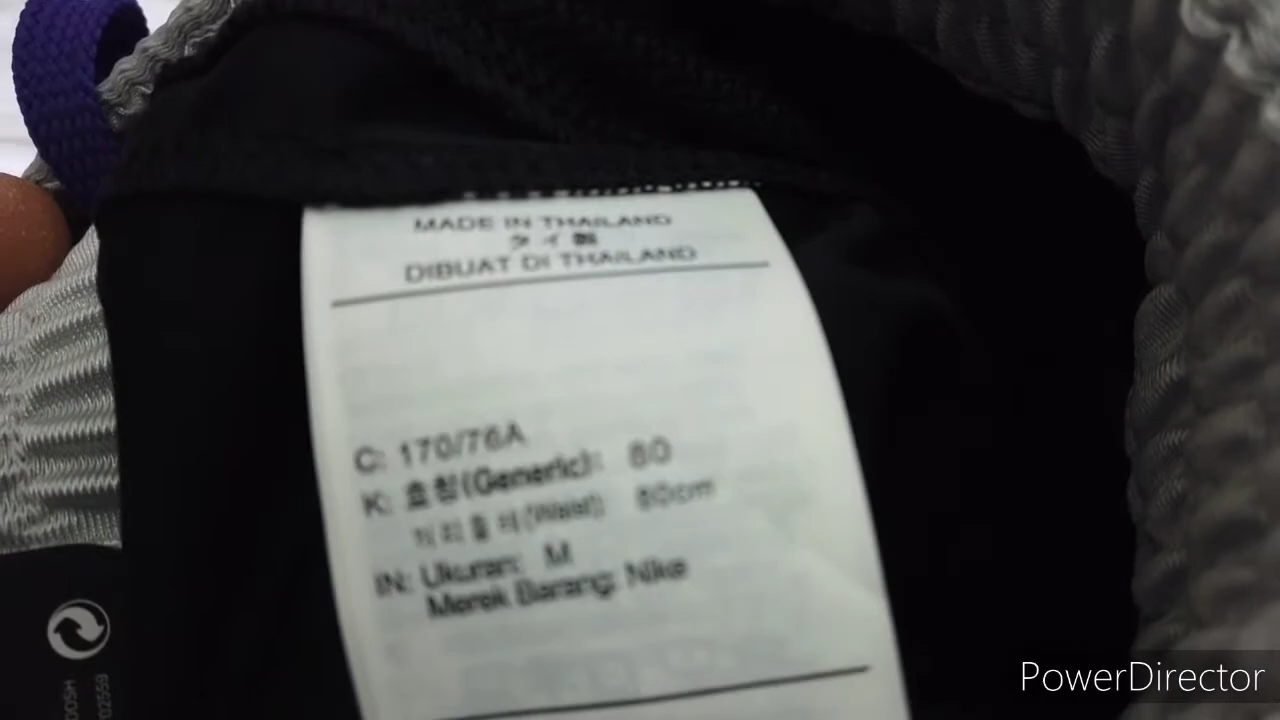 MADE IN THAILAND
タイ製
DIBUAT DI THAILAND
C: 170/76A
K: 호칭(Generic): 80
허리둘레(Waist): 80cm
IN: Ukuran: M
Merek Barang: Nike
PowerDirector